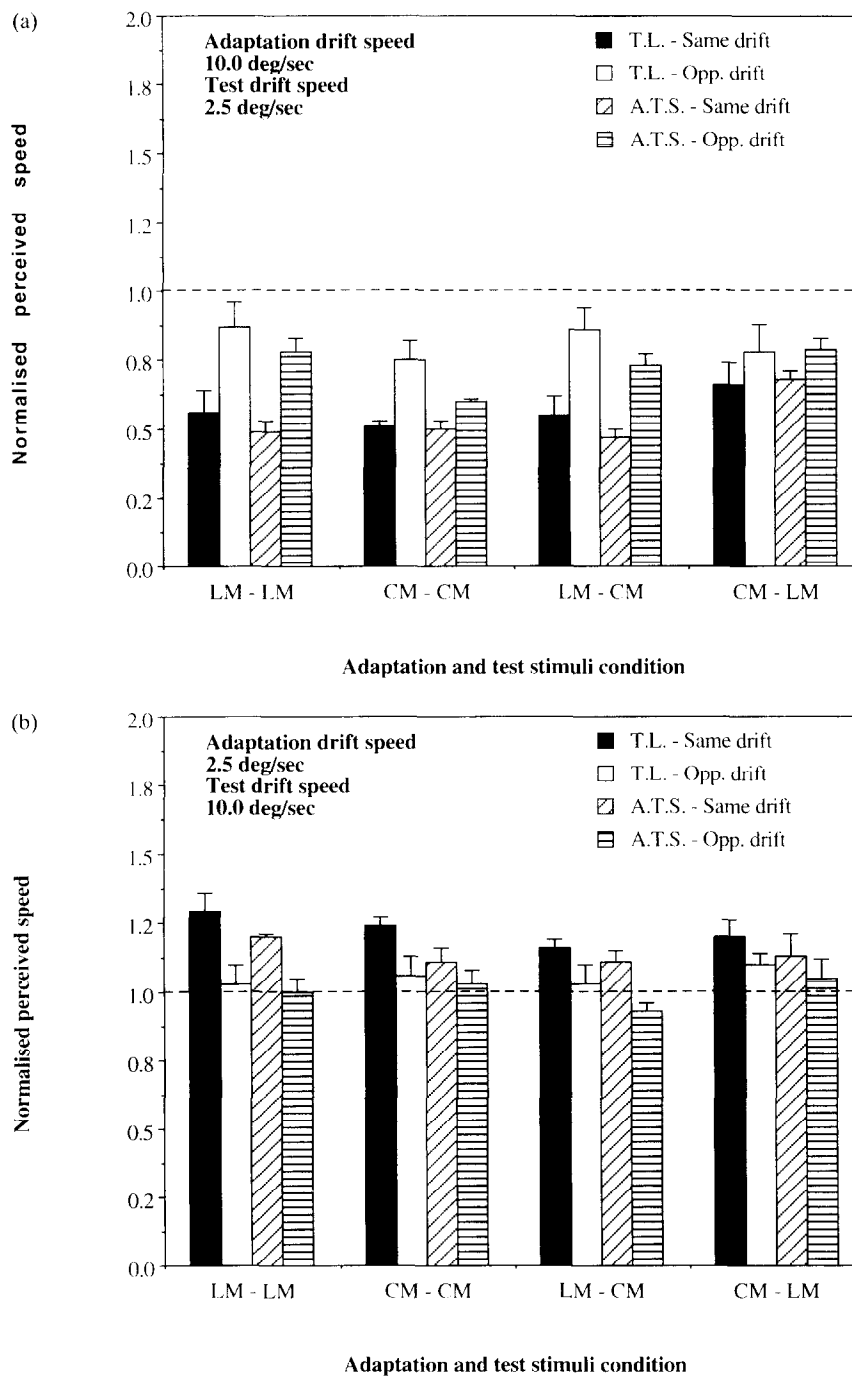 (a)
Normalised perceived speed
2.0
1.8
1.5
1.2
1.0
0.8
0.5
0.2
0.0
Adaptation drift speed
10.0 deg/sec
Test drift speed
2.5 deg/sec
T.L. - Same drift
T.L. - Opp. drift
A.T.S. - Same drift
A.T.S. - Opp. drift
LM - LM
CM - CM
LM - CM
CM - LM
Adaptation and test stimuli condition
(b)
Normalised perceived speed
2.0
1.8
1.5
1.2
1.0
0.8
0.5
0.2
0.0
Adaptation drift speed
2.5 deg/sec
Test drift speed
10.0 deg/sec
T.L. - Same drift
T.L. - Opp. drift
A.T.S. - Same drift
A.T.S. - Opp. drift
LM - LM
CM - CM
LM - CM
CM - LM
Adaptation and test stimuli condition